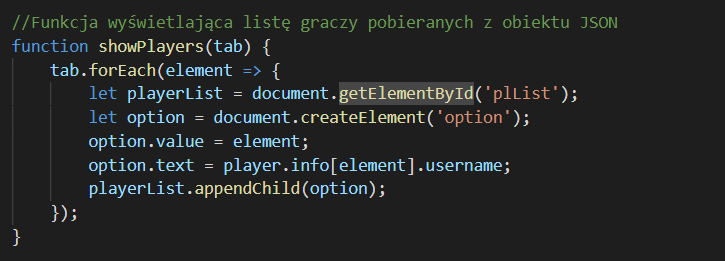 //Funkcja wyświetlająca listę graczy pobieranych z obiektu JSON
function showPlayers(tab) {
    tab.forEach(element => {
        let playerList = document.getElementById('plList');
        let option = document.createElement('option');
        option.value = element;
        option.text = player.info[element].username;
        playerList.appendChild(option);
    });
}